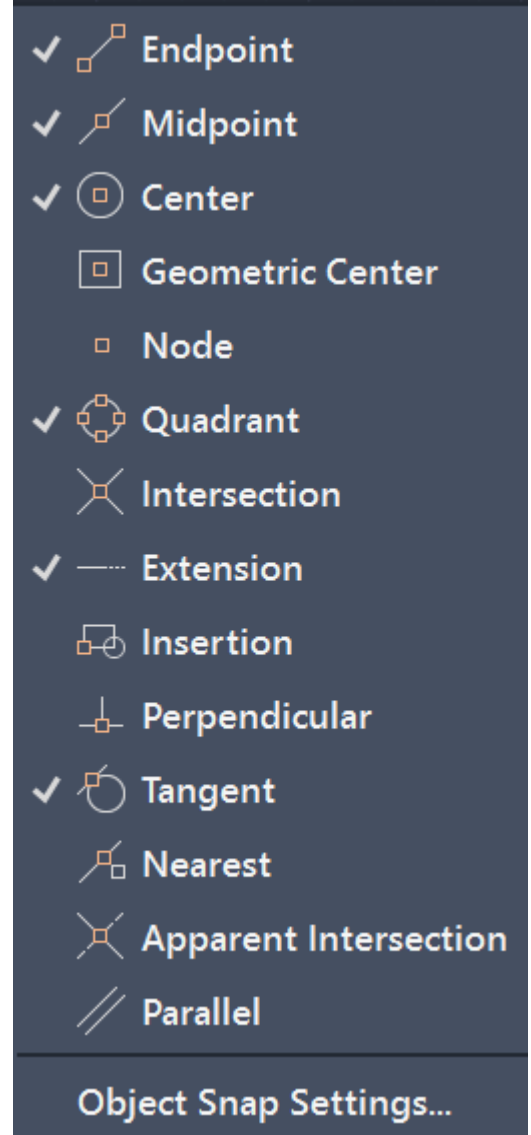 Endpoint
Midpoint
Center
Geometric Center
Node
Quadrant
Intersection
Extension
Insertion
Perpendicular
Tangent
Nearest
Apparent Intersection
Parallel
Object Snap Settings...